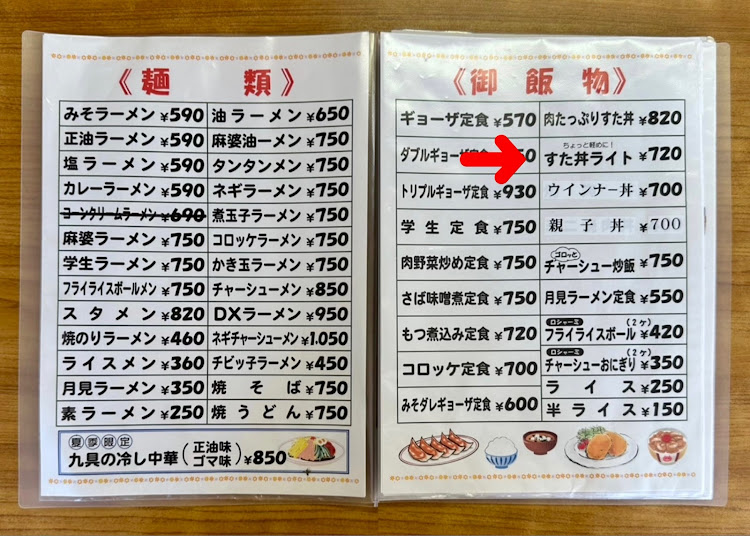 《麺類》
みそラーメン ¥590
正油ラーメン ¥590
塩ラーメン ¥590
カレーラーメン ¥590
コーンクリームラーメン ¥690
麻婆ラーメン ¥750
学生ラーメン ¥750
フライライスボールメン ¥750
スタメン ¥820
焼のりラーメン ¥460
ライスメン ¥360
月見ラーメン ¥350
素ラーメン ¥250
油ラーメン ¥650
麻婆油ーメン ¥750
タンタンメン ¥750
ネギラーメン ¥750
煮玉子ラーメン ¥750
コロッケラーメン ¥750
かき玉ラーメン ¥750
チャーシューメン ¥850
DXラーメン ¥950
ネギチャーシューメン ¥1,050
チビッ子ラーメン ¥450
焼そば ¥750
焼うどん ¥750
夏季限定
九具の冷し中華(正油味 ゴマ味) ¥850
《御飯物》
ギョーザ定食 ¥570
ダブルギョーザ
トリプルギョーザ定食 ¥930
学生定食 ¥700
肉野菜炒め定食 ¥750
さば味噌煮定食 ¥750
もつ煮込み定食 ¥720
コロッケ定食 ¥700
みそダレギョーザ定食 ¥600
肉たっぷりすた丼 ¥820
ちょっと軽めに!
すた丼ライト ¥720
ウインナー丼 ¥700
親子丼 ¥700
ゴロッと
チャーシュー炒飯 ¥750
月見ラーメン定食 ¥550
ロシャーミ
フライライスボール(2ヶ) ¥420
ロシャーミ
チャーシューおにぎり(2ヶ) ¥350
ライス ¥250
半ライス ¥150